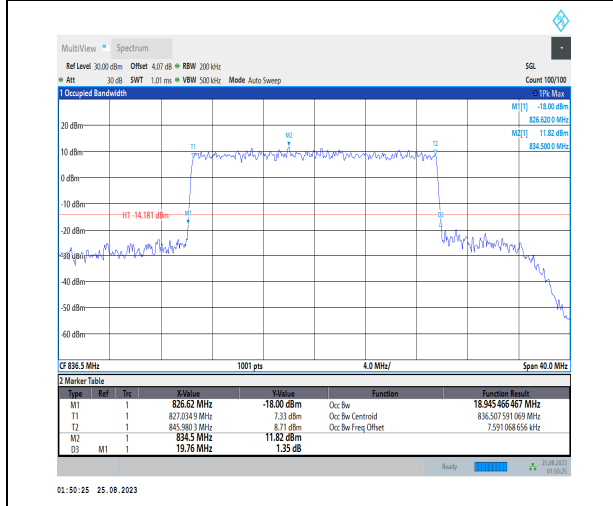 MultiView Spectrum
Ref Level 30.00 dBm Offset 4.07 dB RBW 200 kHz SGL
Att 30 dB SWT 1.01 ms VBW 500 kHz Mode Auto Sweep Count 100/100
1 Occupied Bandwidth 1Pk Max
M1[1] -18.00 dBm
826.620 0 MHz
M2[1] 11.82 dBm
834.500 0 MHz
20 dBm
M2
T1
T2
10 dBm
0 dBm
-10 dBm
H1 -14.181 dBm
M1
D3
-20 dBm
-30 dBm
-40 dBm
-50 dBm
-60 dBm
CF 836.5 MHz 1001 pts 4.0 MHz/ Span 40.0 MHz
2 Marker Table
Type Ref Trc X-Value Y-Value Function Function Result
M1 1 826.62 MHz -18.00 dBm Occ Bw 18.945 466 467 MHz
T1 1 827.034 9 MHz 7.33 dBm Occ Bw Centroid 836.507 591 069 MHz
T2 1 845.980 3 MHz 8.71 dBm Occ Bw Freq Offset 7.591 068 656 kHz
M2 1 834.5 MHz 11.82 dBm
D3 M1 1 19.76 MHz 1.35 dB
Ready 25.08.2023
01:50:25
01:50:25 25.08.2023